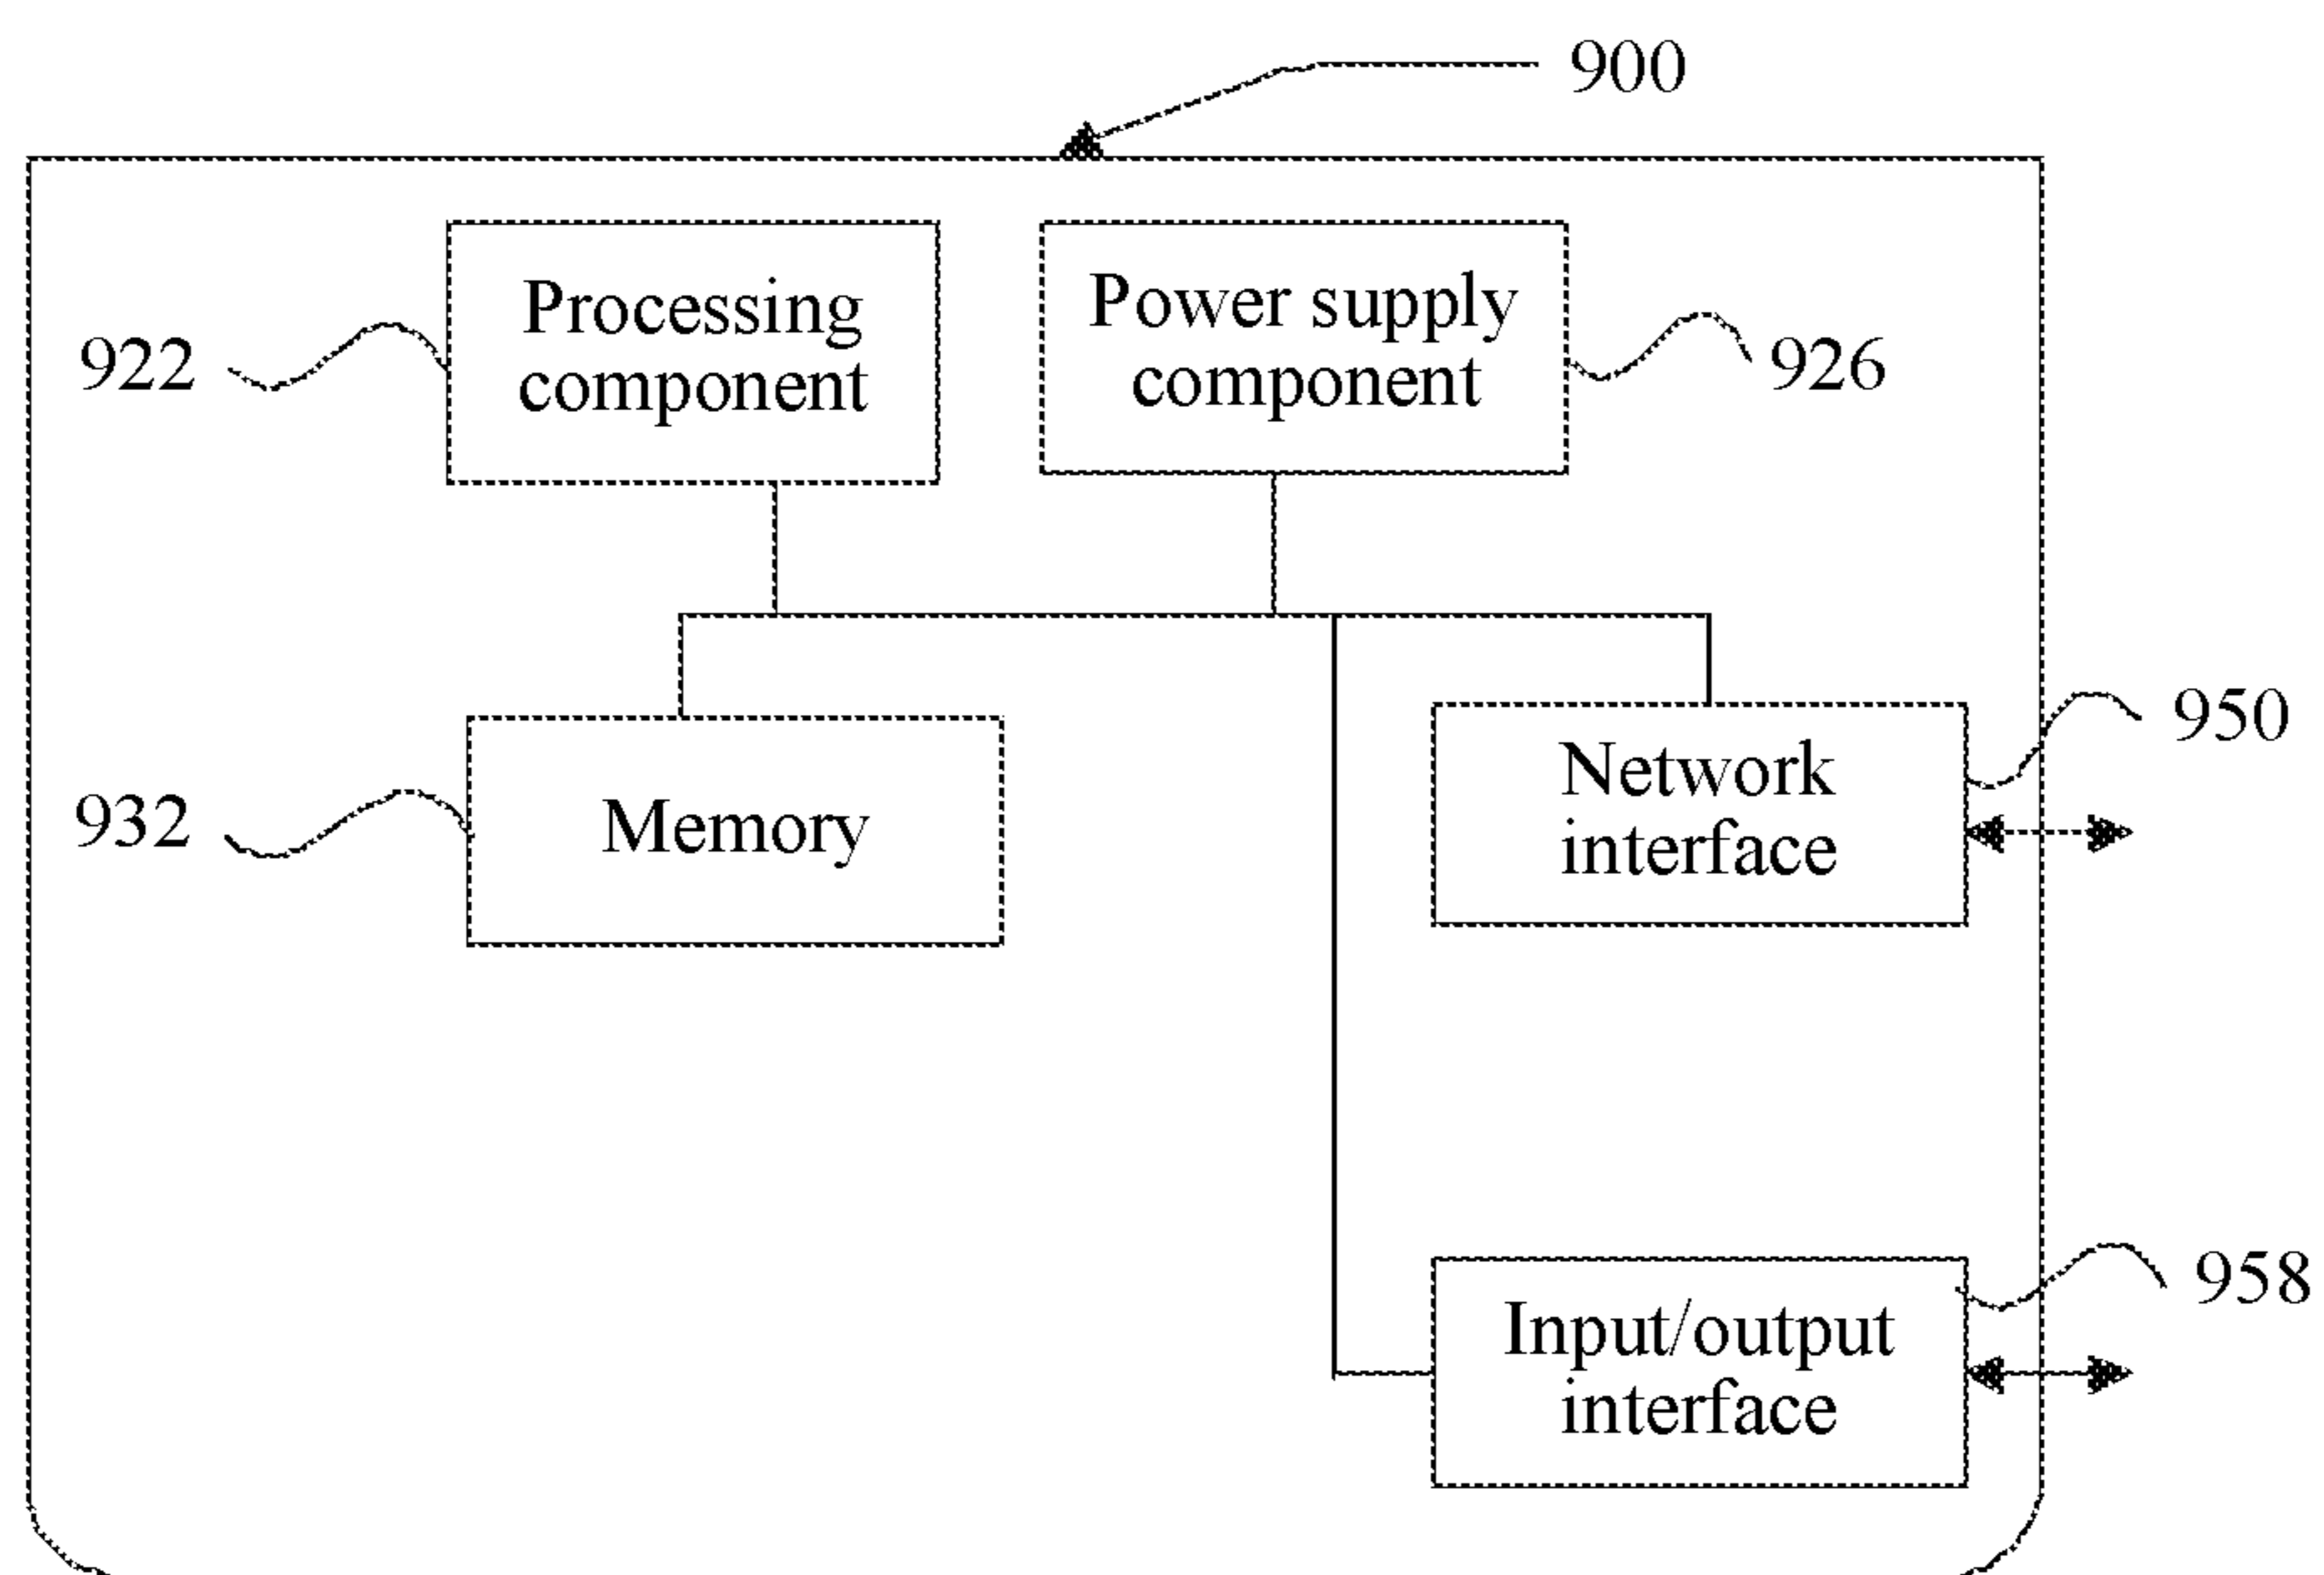 900
Processing
component
Power supply
component
922
926
Memory
932
Network
interface
950
Input/output
interface
958